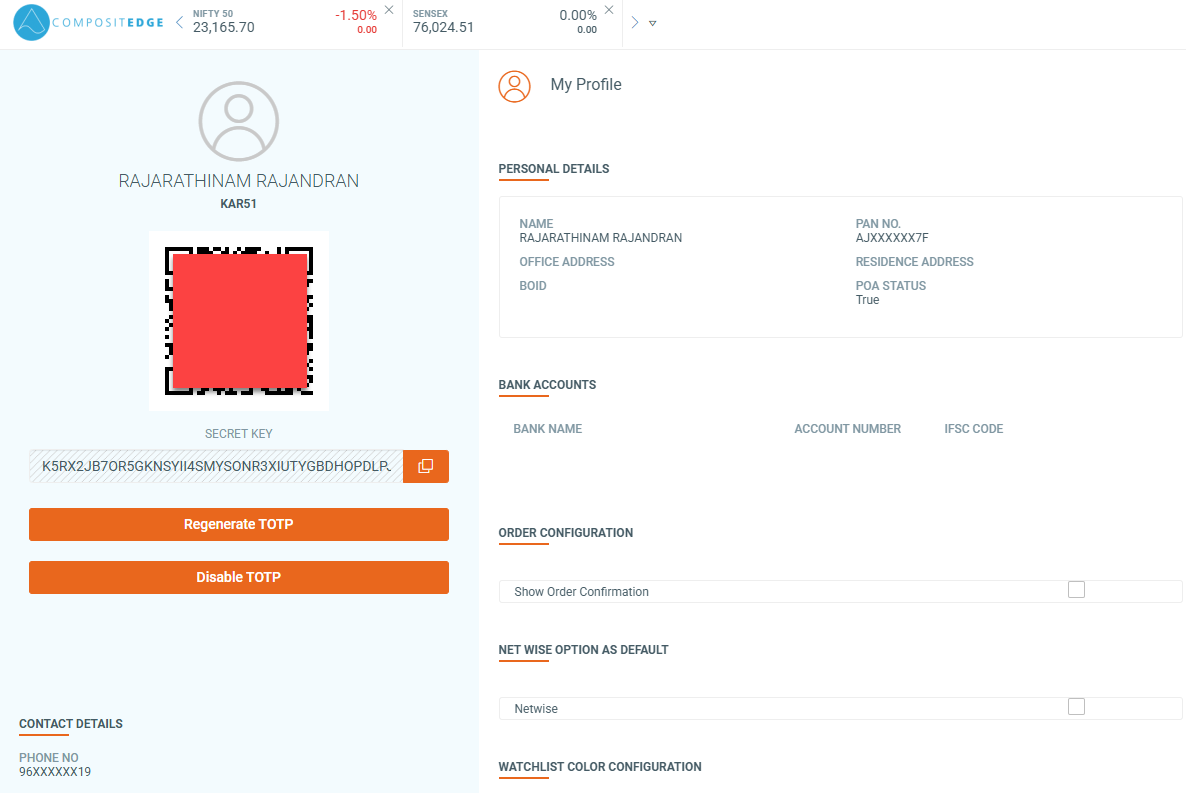 COMPOSITEDGE
NIFTY 50
23,165.70
-1.50%
0.00
SENSEX
76,024.51
0.00%
0.00
RAJARATHINAM RAJANDRAN
KAR51
SECRET KEY
K5RX2JB7OR5GKNSYII4SMYSONR3XIUTYGBDHOPDLP
Regenerate TOTP
Disable TOTP
CONTACT DETAILS
PHONE NO
96XXXXXX19
My Profile
PERSONAL DETAILS
NAME
RAJARATHINAM RAJANDRAN
PAN NO.
AJXXXXXX7F
OFFICE ADDRESS
RESIDENCE ADDRESS
BOID
POA STATUS
True
BANK ACCOUNTS
BANK NAME ACCOUNT NUMBER IFSC CODE
ORDER CONFIGURATION
Show Order Confirmation
NET WISE OPTION AS DEFAULT
Netwise
WATCHLIST COLOR CONFIGURATION